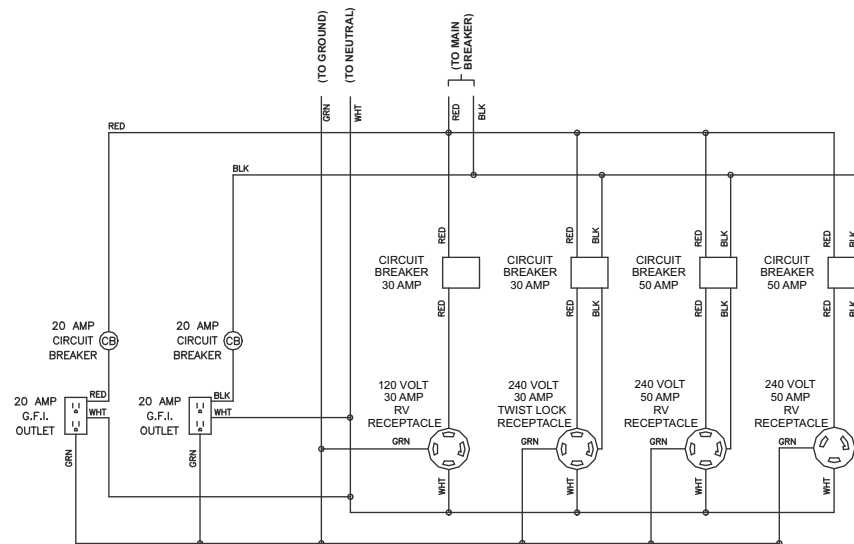 (TO GROUND)
(TO NEUTRAL)
(TO MAIN
BREAKER)
GRN
WHT
RED
BLK
RED
BLK
RED
RED
BLK
RED
BLK
RED
BLK
CIRCUIT
BREAKER
30 AMP
CIRCUIT
BREAKER
30 AMP
CIRCUIT
BREAKER
50 AMP
CIRCUIT
BREAKER
50 AMP
RED
RED
BLK
RED
BLK
RED
BLK
20 AMP
CIRCUIT
BREAKER
CB
20 AMP
CIRCUIT
BREAKER
CB
20 AMP
G.F.I.
OUTLET
RED
WHT
GRN
20 AMP
G.F.I.
OUTLET
BLK
WHT
GRN
120 VOLT
30 AMP
RV
RECEPTACLE
GRN
WHT
240 VOLT
30 AMP
TWIST LOCK
RECEPTACLE
GRN
WHT
240 VOLT
50 AMP
RV
RECEPTACLE
GRN
WHT
240 VOLT
50 AMP
RV
RECEPTACLE
GRN
WHT